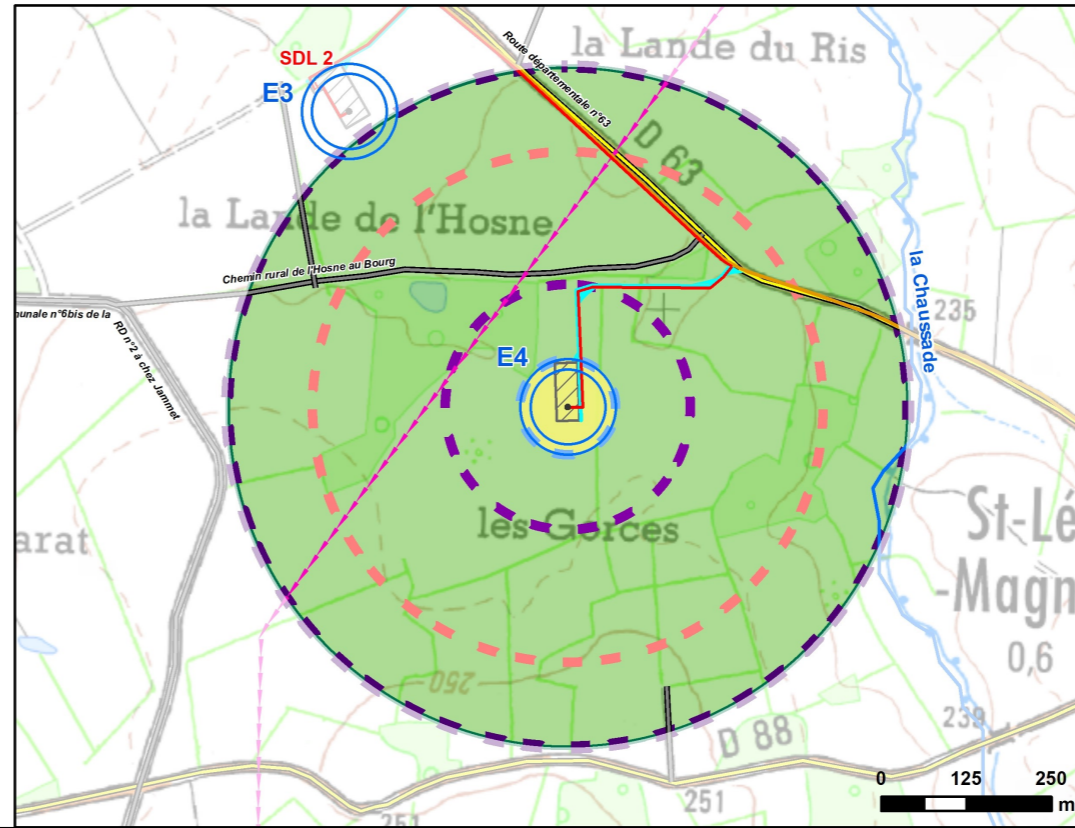 la Lande du Ris
Route départementale n°63
SDL 2
E3
D 63
la Lande de l'Hosne
Chemin rural de l'Hosne au Bourg
la Chaussade
235
munale n°6bis de la
RD n°2 à chez Jammet
E4
les Gorces
arat
St-Lé
-Magn
0,6
250
D 88
239
251
251
0 125 250
m